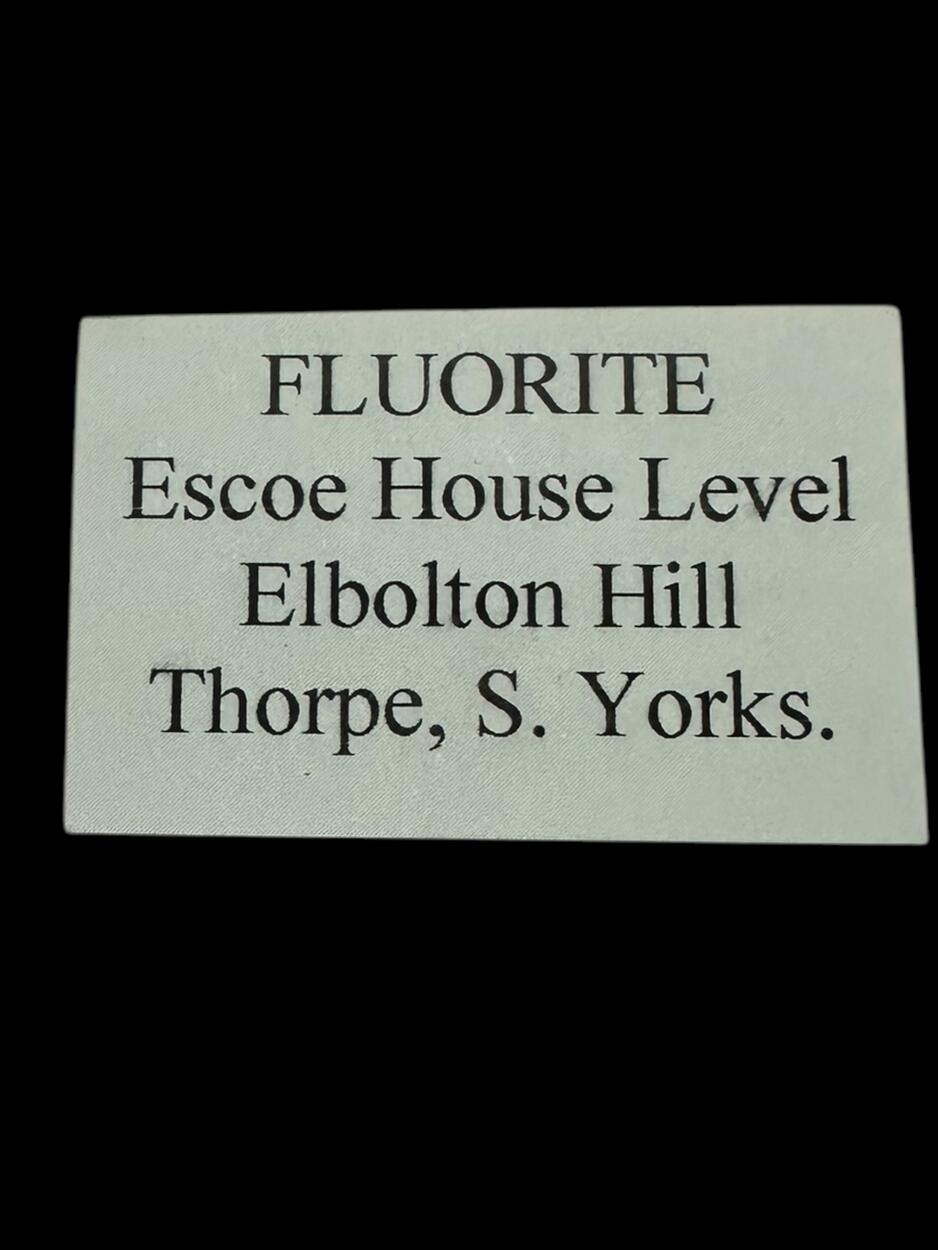 FLUORITE
Escoe House Level
Elbolton Hill
Thorpe, S. Yorks.